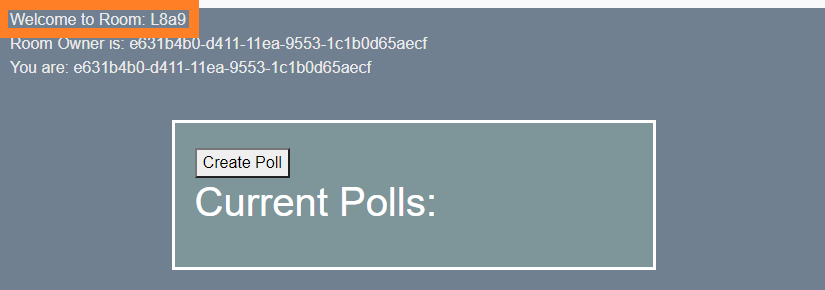 Welcome to Room: L8a9
Room Owner is: e631b4b0-d411-11ea-9553-1c1b0d65aecf
You are: e631b4b0-d411-11ea-9553-1c1b0d65aecf
Create Poll
Current Polls: